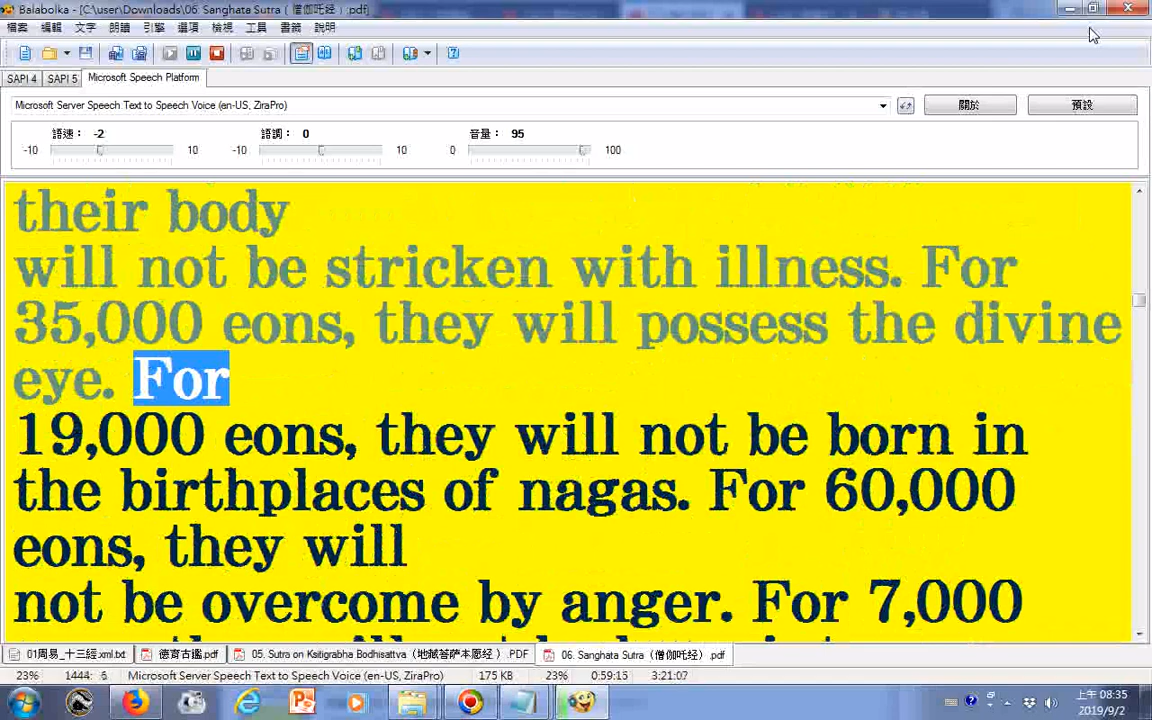 Balabolka - [C:\user\Downloads\06. Sanghata Sutra（僧伽吒经）.pdf]
檔案 編輯 文字 朗讀 引擎 選項 檢視 工具 書籤 說明
SAPI 4 SAPI 5 Microsoft Speech Platform
Microsoft Server Speech Text to Speech Voice (en-US, ZiraPro) 關於 預設
語速： -2 語調： 0 音量： 95
-10 10 -10 10 0 100
their body
will not be stricken with illness. For
35,000 eons, they will possess the divine
eye. For
19,000 eons, they will not be born in
the birthplaces of nagas. For 60,000
eons, they will
not be overcome by anger. For 7,000
01周易_十三經.xml.txt 德育古鑑.pdf 05. Sutra on Ksitigrabha Bodhisattva（地藏菩萨本愿经）.PDF 06. Sanghata Sutra（僧伽吒经）.pdf
23% 1444: 6 Microsoft Server Speech Text to Speech Voice (en-US, ZiraPro) 175 KB 23% 0:59:15 3:21:07
上午 08:35
2019/9/2